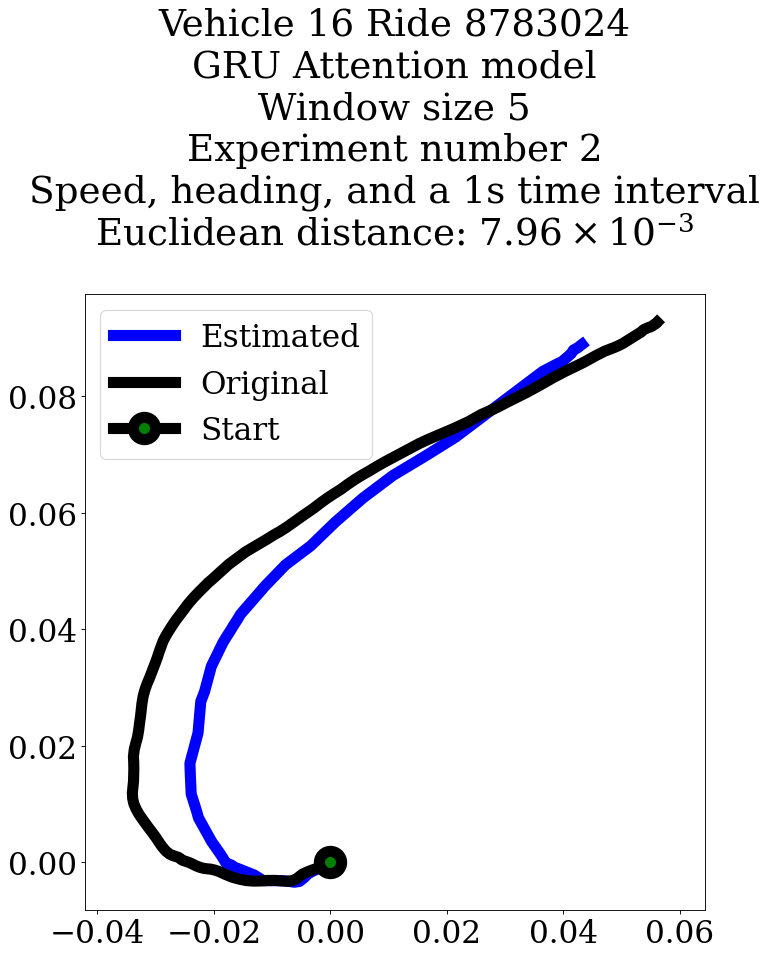 Vehicle 16 Ride 8783024
GRU Attention model
Window size 5
Experiment number 2
Speed, heading, and a 1s time interval
Euclidean distance: 7.96 × 10⁻³
Estimated
Original
Start
0.08
0.06
0.04
0.02
0.00
−0.04 −0.02 0.00 0.02 0.04 0.06